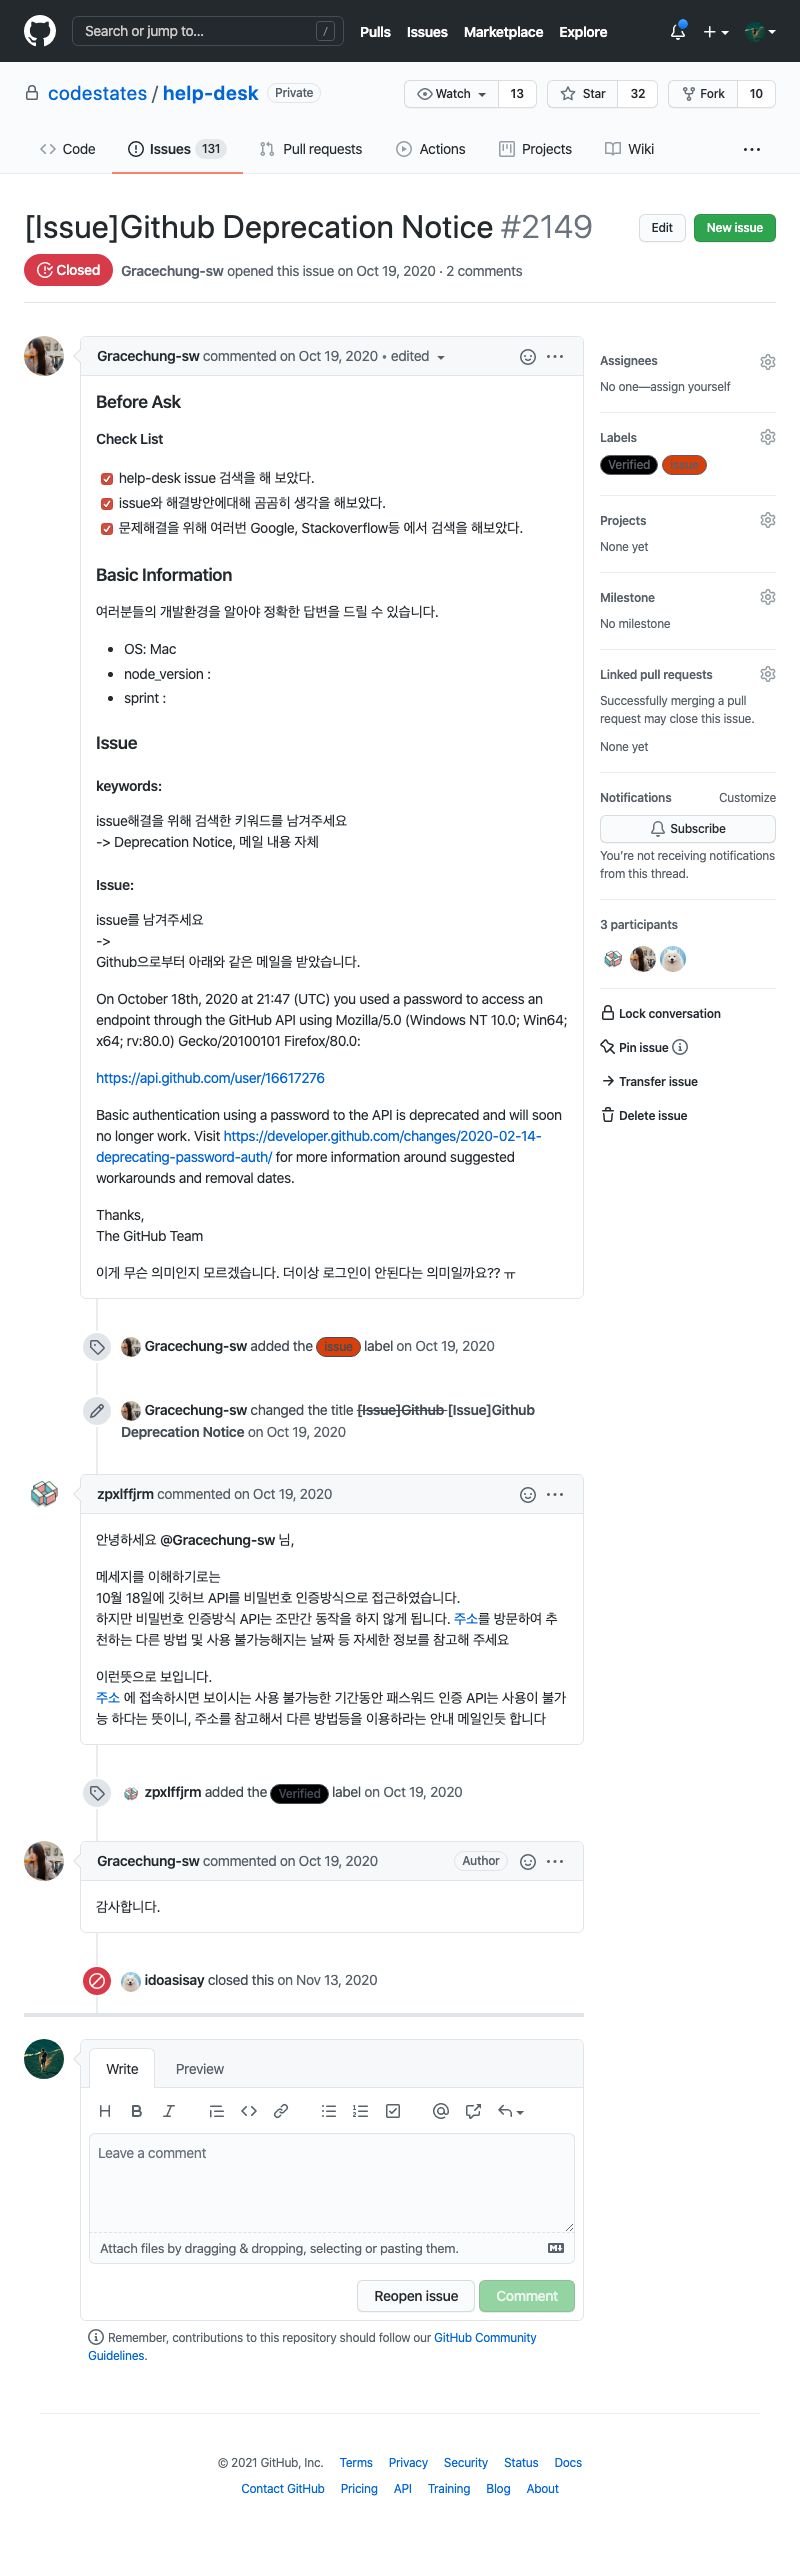 Search or jump to... / Pulls Issues Marketplace Explore
codestates / help-desk Private
Watch 13 Star 32 Fork 10
Code Issues 131 Pull requests Actions Projects Wiki ...
[Issue]Github Deprecation Notice #2149
Edit New issue
Closed Gracechung-sw opened this issue on Oct 19, 2020 · 2 comments
Gracechung-sw commented on Oct 19, 2020 • edited
Before Ask
Check List
help-desk issue 검색을 해 보았다.
issue와 해결방안에대해 곰곰히 생각을 해보았다.
문제해결을 위해 여러번 Google, Stackoverflow등 에서 검색을 해보았다.
Basic Information
여러분들의 개발환경을 알아야 정확한 답변을 드릴 수 있습니다.
• OS: Mac
• node_version :
• sprint :
Issue
keywords:
issue해결을 위해 검색한 키워드를 남겨주세요
-> Deprecation Notice, 메일 내용 자체
Issue:
issue를 남겨주세요
->
Github으로부터 아래와 같은 메일을 받았습니다.
On October 18th, 2020 at 21:47 (UTC) you used a password to access an
endpoint through the GitHub API using Mozilla/5.0 (Windows NT 10.0; Win64;
x64; rv:80.0) Gecko/20100101 Firefox/80.0:
https://api.github.com/user/16617276
Basic authentication using a password to the API is deprecated and will soon
no longer work. Visit https://developer.github.com/changes/2020-02-14-
deprecating-password-auth/ for more information around suggested
workarounds and removal dates.
Thanks,
The GitHub Team
이게 무슨 의미인지 모르겠습니다. 더이상 로그인이 안된다는 의미일까요?? ㅠ
Gracechung-sw added the issue label on Oct 19, 2020
Gracechung-sw changed the title [Issue]Github [Issue]Github
Deprecation Notice on Oct 19, 2020
zpxlffjrm commented on Oct 19, 2020
안녕하세요 @Gracechung-sw 님,
메세지를 이해하기로는
10월 18일에 깃허브 API를 비밀번호 인증방식으로 접근하였습니다.
하지만 비밀번호 인증방식 API는 조만간 동작을 하지 않게 됩니다. 주소를 방문하여 추
천하는 다른 방법 및 사용 불가능해지는 날짜 등 자세한 정보를 참고해 주세요
이런뜻으로 보입니다.
주소 에 접속하시면 보이시는 사용 불가능한 기간동안 패스워드 인증 API는 사용이 불가
능 하다는 뜻이니, 주소를 참고해서 다른 방법등을 이용하라는 안내 메일인듯 합니다
zpxlffjrm added the Verified label on Oct 19, 2020
Gracechung-sw commented on Oct 19, 2020 Author
감사합니다.
idoasisay closed this on Nov 13, 2020
Write Preview
Leave a comment
Attach files by dragging & dropping, selecting or pasting them.
Reopen issue Comment
Remember, contributions to this repository should follow our GitHub Community
Guidelines.
Assignees
No one—assign yourself
Labels
Verified issue
Projects
None yet
Milestone
No milestone
Linked pull requests
Successfully merging a pull
request may close this issue.
None yet
Notifications Customize
Subscribe
You're not receiving notifications
from this thread.
3 participants
Lock conversation
Pin issue
Transfer issue
Delete issue
© 2021 GitHub, Inc. Terms Privacy Security Status Docs
Contact GitHub Pricing API Training Blog About